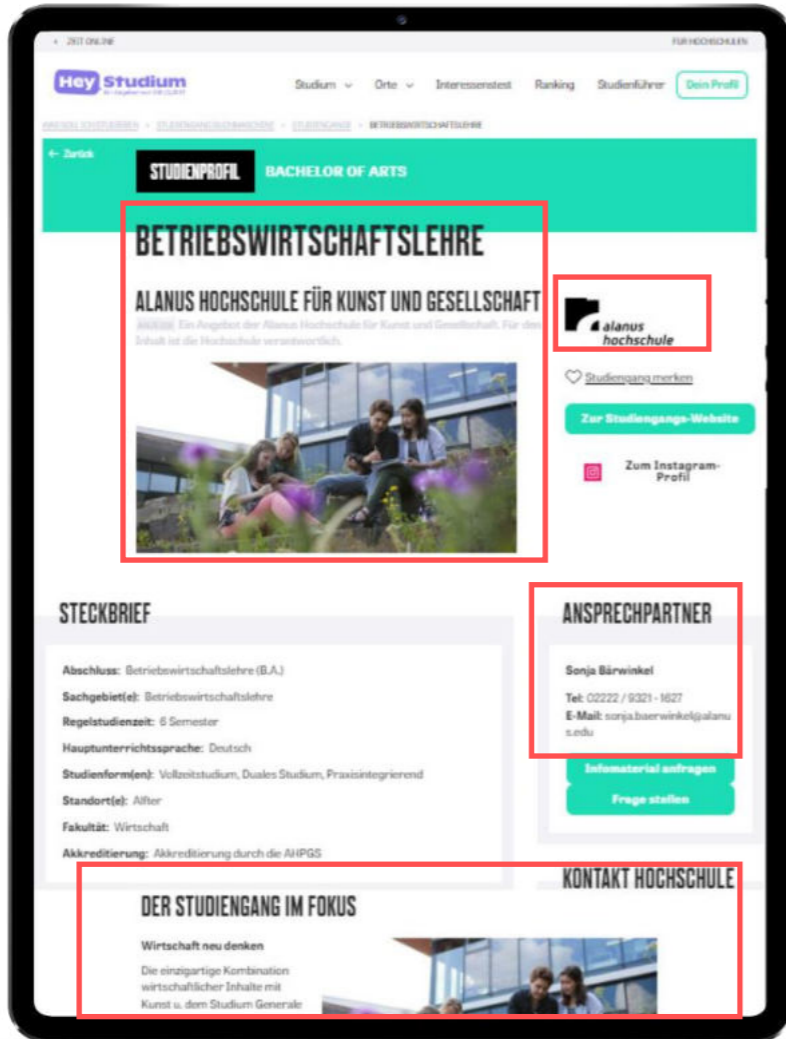 ZEIT ONLINE
FÜR HOCHSCHULEN
Hey Studium
Studium Orte Interessenstest Ranking Studienführer Dein Profil
BETRIEBSWIRTSCHAFTSLEHRE
← Zurück
STUDIENPROFIL BACHELOR OF ARTS
BETRIEBSWIRTSCHAFTSLEHRE
ALANUS HOCHSCHULE FÜR KUNST UND GESELLSCHAFT
Ein Angebot der Alanus Hochschule für Kunst und Gesellschaft. Für den
Inhalt ist die Hochschule verantwortlich.
alanus
hochschule
Studiengang merken
Zur Studiengangs-Website
Zum Instagram-
Profil
STECKBRIEF
Abschluss: Betriebswirtschaftslehre (B.A.)
Sachgebiet(e): Betriebswirtschaftslehre
Regelstudienzeit: 6 Semester
Hauptunterrichtssprache: Deutsch
Studienform(en): Vollzeitstudium, Duales Studium, Praxisintegrierend
Standort(e): Alfter
Fakultät: Wirtschaft
Akkreditierung: Akkreditierung durch die AHPGS
ANSPRECHPARTNER
Sonja Bärwinkel
Tel: 02222 / 9321-1627
E-Mail: sonja.baerwinkel@alanu
s.edu
Infomaterial anfragen
Frage stellen
KONTAKT HOCHSCHULE
DER STUDIENGANG IM FOKUS
Wirtschaft neu denken
Die einzigartige Kombination
wirtschaftlicher Inhalte mit
Kunst u. dem Studium Generale